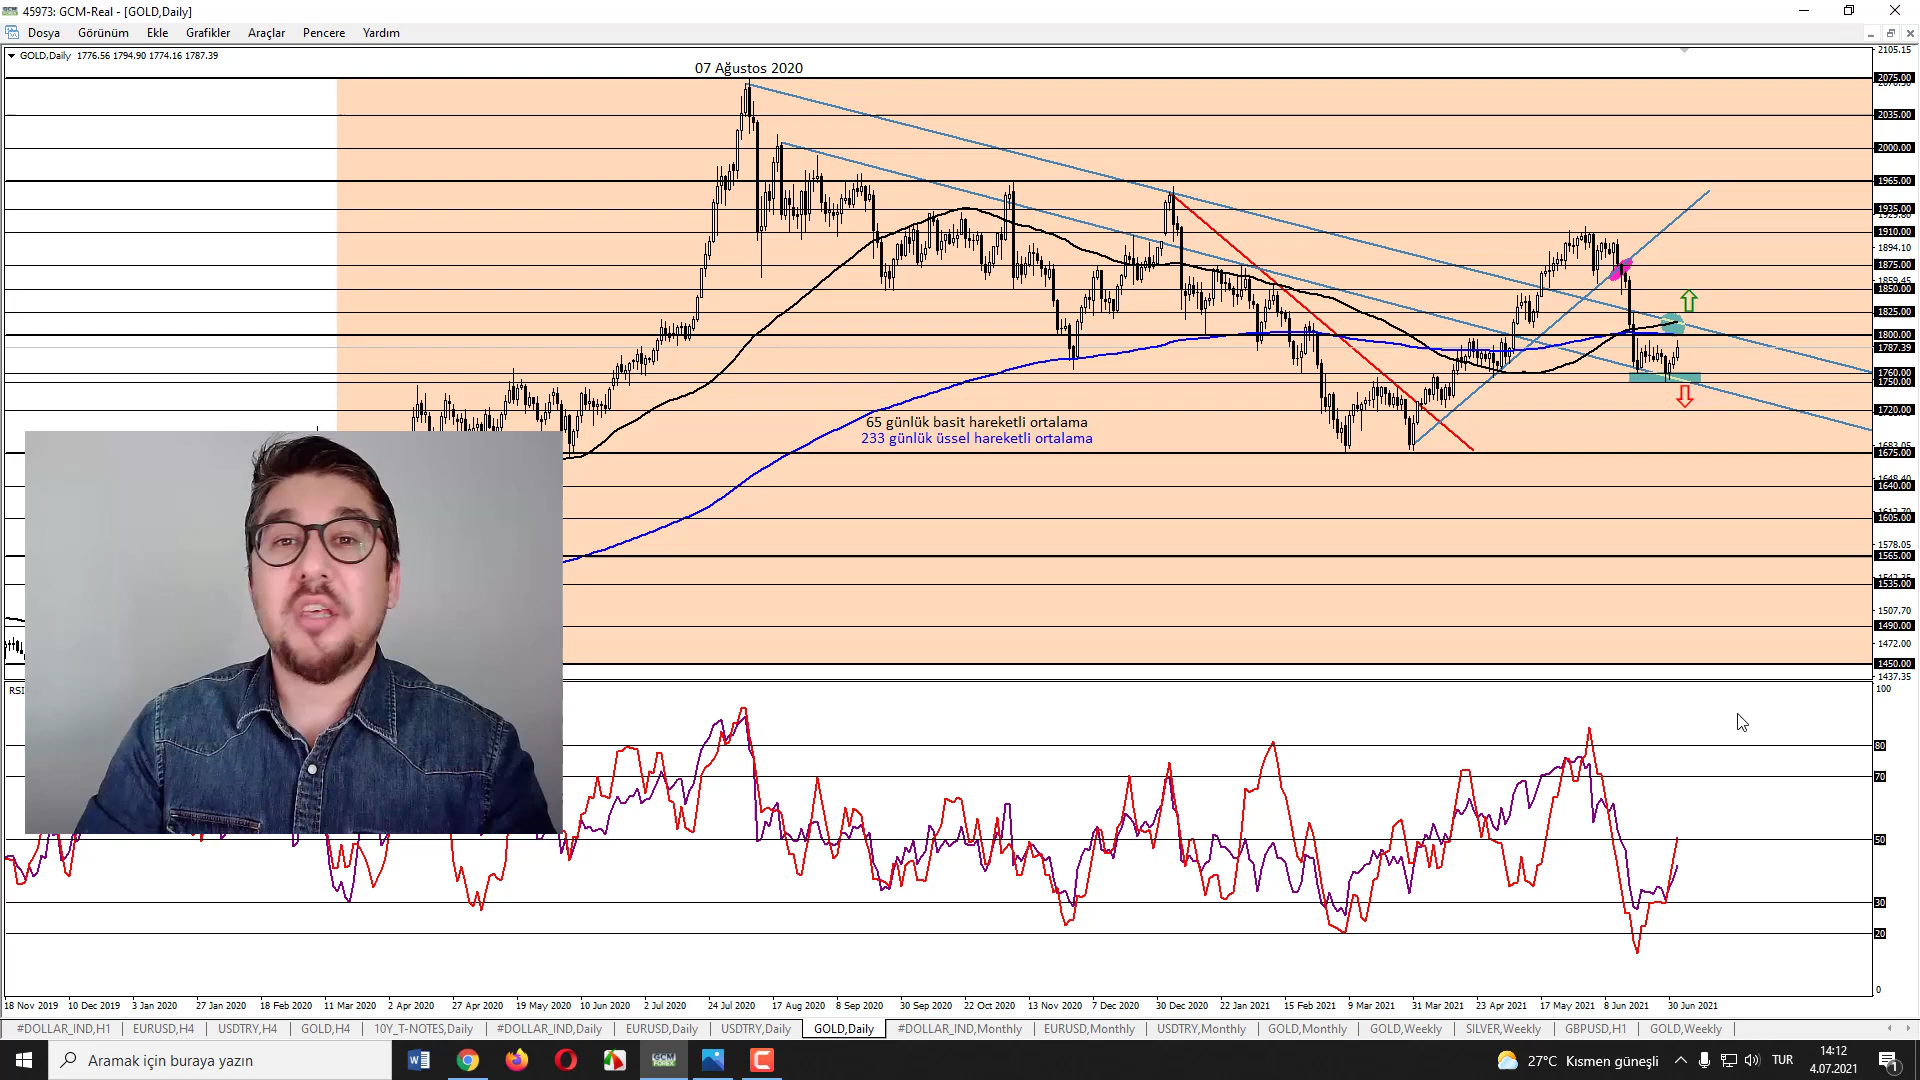 45973: GCM-Real - [GOLD,Daily]
Dosya Görünüm Ekle Grafikler Araçlar Pencere Yardım
GOLD,Daily 1776.56 1794.90 1774.16 1787.39
07 Ağustos 2020
65 günlük basit hareketli ortalama
233 günlük üssel hareketli ortalama
2105.15
2075.00
2035.00
2000.00
1965.00
1935.00
1910.00
1894.10
1875.00
1850.00
1825.00
1800.00
1787.39
1760.00
1750.00
1720.00
1683.05
1675.00
1640.00
1605.00
1578.05
1565.00
1535.00
1507.70
1490.00
1472.00
1450.00
1437.35
RSI
100
80
70
50
30
20
0
18 Nov 2019 10 Dec 2019 3 Jan 2020 27 Jan 2020 18 Feb 2020 11 Mar 2020 2 Apr 2020 27 Apr 2020 19 May 2020 10 Jun 2020 2 Jul 2020 24 Jul 2020 17 Aug 2020 8 Sep 2020 30 Sep 2020 22 Oct 2020 13 Nov 2020 7 Dec 2020 30 Dec 2020 22 Jan 2021 15 Feb 2021 9 Mar 2021 31 Mar 2021 23 Apr 2021 17 May 2021 8 Jun 2021 30 Jun 2021
#DOLLAR_IND,H1 EURUSD,H4 USDTRY,H4 GOLD,H4 10Y_T-NOTES,Daily #DOLLAR_IND,Daily EURUSD,Daily USDTRY,Daily GOLD,Daily #DOLLAR_IND,Monthly EURUSD,Monthly USDTRY,Monthly GOLD,Monthly GOLD,Weekly SILVER,Weekly GBPUSD,H1 GOLD,Weekly
Aramak için buraya yazın
GCM
FOREX
27°C Kısmen güneşli
TUR
14:12
4.07.2021
1